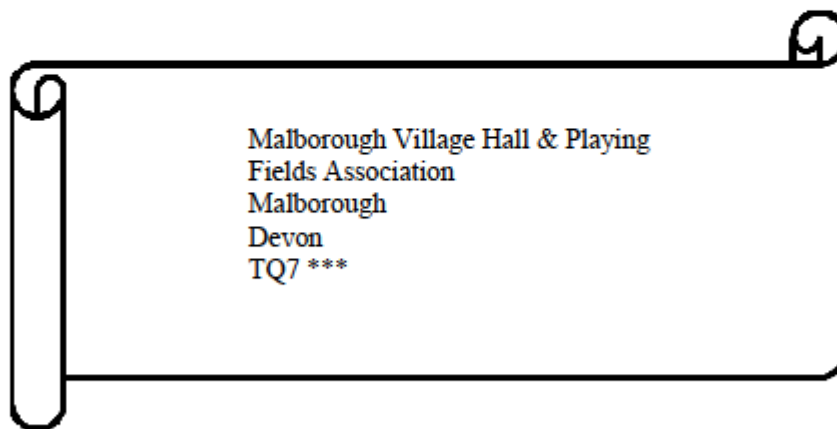 Malborough Village Hall & Playing
Fields Association
Malborough
Devon
TQ7 ***